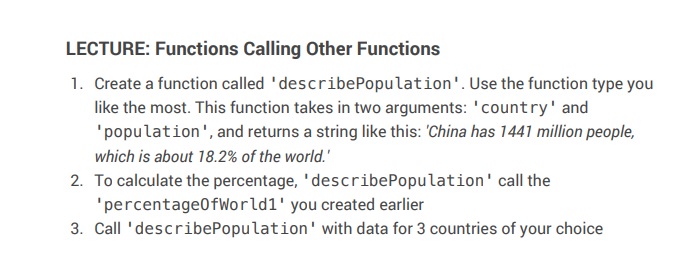 LECTURE: Functions Calling Other Functions
1. Create a function called 'describePopulation'. Use the function type you
like the most. This function takes in two arguments: 'country' and
'population', and returns a string like this: 'China has 1441 million people,
which is about 18.2% of the world.'
2. To calculate the percentage, 'describePopulation' call the
'percentageOfWorld1' you created earlier
3. Call 'describePopulation' with data for 3 countries of your choice